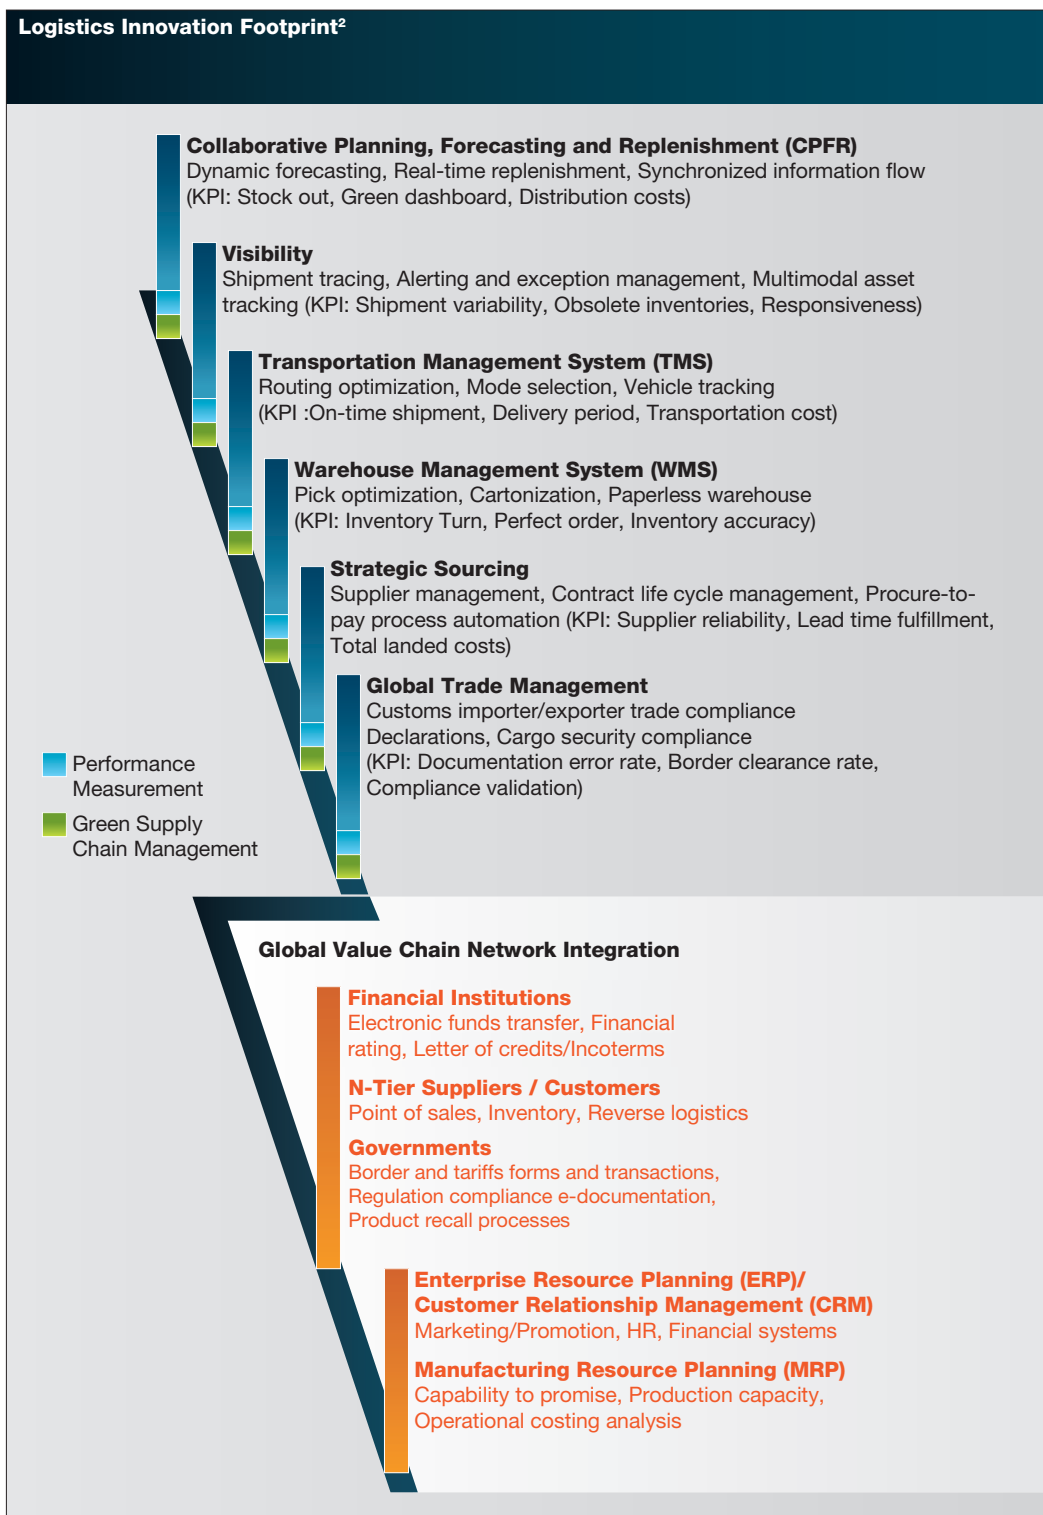 Logistics Innovation Footprint²
Collaborative Planning, Forecasting and Replenishment (CPFR)
Dynamic forecasting, Real-time replenishment, Synchronized information flow
(KPI: Stock out, Green dashboard, Distribution costs)
Visibility
Shipment tracing, Alerting and exception management, Multimodal asset
tracking (KPI: Shipment variability, Obsolete inventories, Responsiveness)
Transportation Management System (TMS)
Routing optimization, Mode selection, Vehicle tracking
(KPI :On-time shipment, Delivery period, Transportation cost)
Warehouse Management System (WMS)
Pick optimization, Cartonization, Paperless warehouse
(KPI: Inventory Turn, Perfect order, Inventory accuracy)
Strategic Sourcing
Supplier management, Contract life cycle management, Procure-to-
pay process automation (KPI: Supplier reliability, Lead time fulfillment,
Total landed costs)
Global Trade Management
Customs importer/exporter trade compliance
Declarations, Cargo security compliance
(KPI: Documentation error rate, Border clearance rate,
Compliance validation)
Performance
Measurement
Green Supply
Chain Management
Global Value Chain Network Integration
Financial Institutions
Electronic funds transfer, Financial
rating, Letter of credits/Incoterms
N-Tier Suppliers / Customers
Point of sales, Inventory, Reverse logistics
Governments
Border and tariffs forms and transactions,
Regulation compliance e-documentation,
Product recall processes
Enterprise Resource Planning (ERP)/
Customer Relationship Management (CRM)
Marketing/Promotion, HR, Financial systems
Manufacturing Resource Planning (MRP)
Capability to promise, Production capacity,
Operational costing analysis